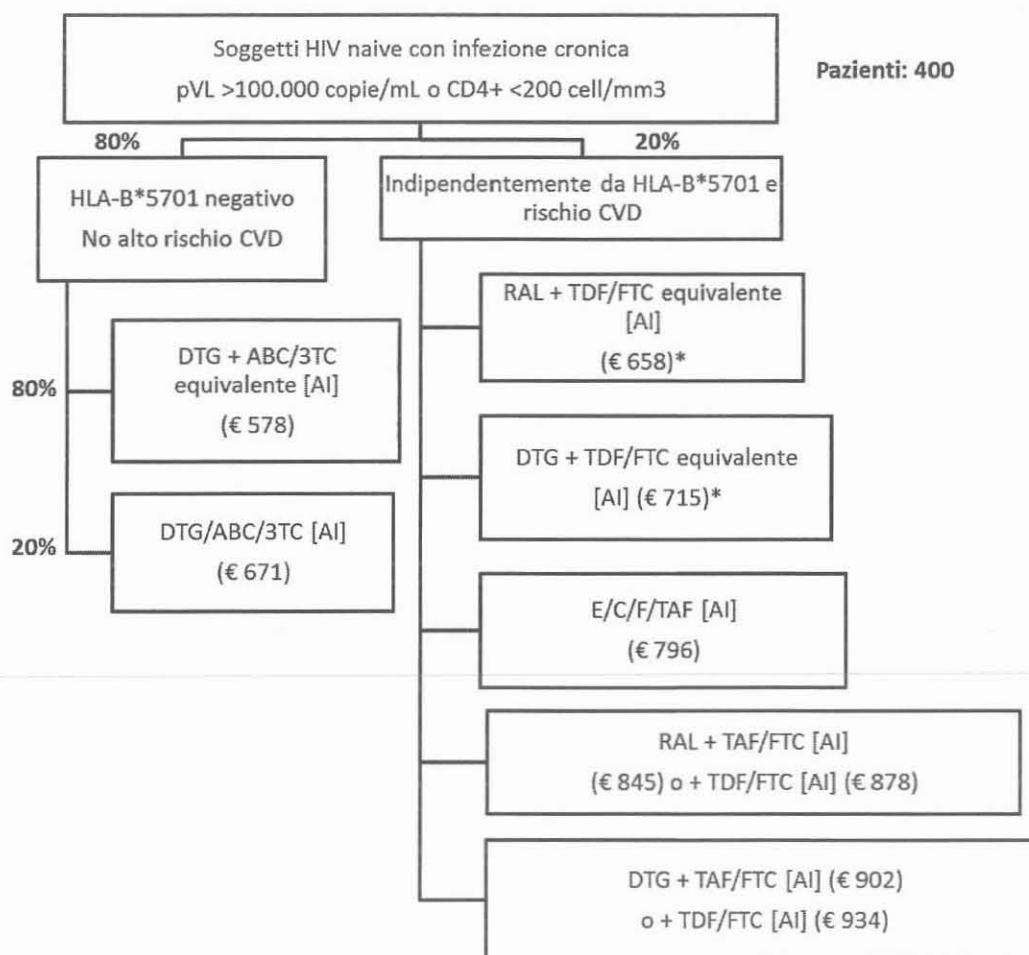 Soggetti HIV naive con infezione cronica
pVL >100.000 copie/mL o CD4+ <200 cell/mm3
Pazienti: 400
80%
20%
HLA-B*5701 negativo
No alto rischio CVD
Indipendentemente da HLA-B*5701 e
rischio CVD
80%
DTG + ABC/3TC
equivalente [AI]
(€ 578)
20%
DTG/ABC/3TC [AI]
(€ 671)
RAL + TDF/FTC equivalente
[AI]
(€ 658)*
DTG + TDF/FTC equivalente
[AI] (€ 715)*
E/C/F/TAF [AI]
(€ 796)
RAL + TAF/FTC [AI]
(€ 845) o + TDF/FTC [AI] (€ 878)
DTG + TAF/FTC [AI] (€ 902)
o + TDF/FTC [AI] (€ 934)